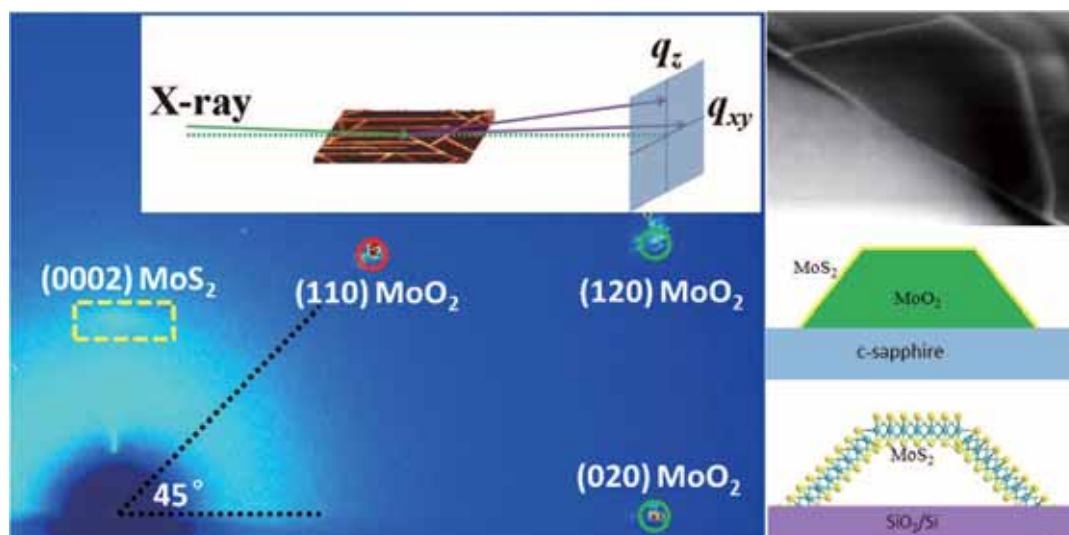 X-ray
q_z
q_xy
(0002) MoS₂
(110) MoO₂
(120) MoO₂
45°
(020) MoO₂
MoS₂
MoO₂
c-sapphire
MoS₂
SiO₂/Si